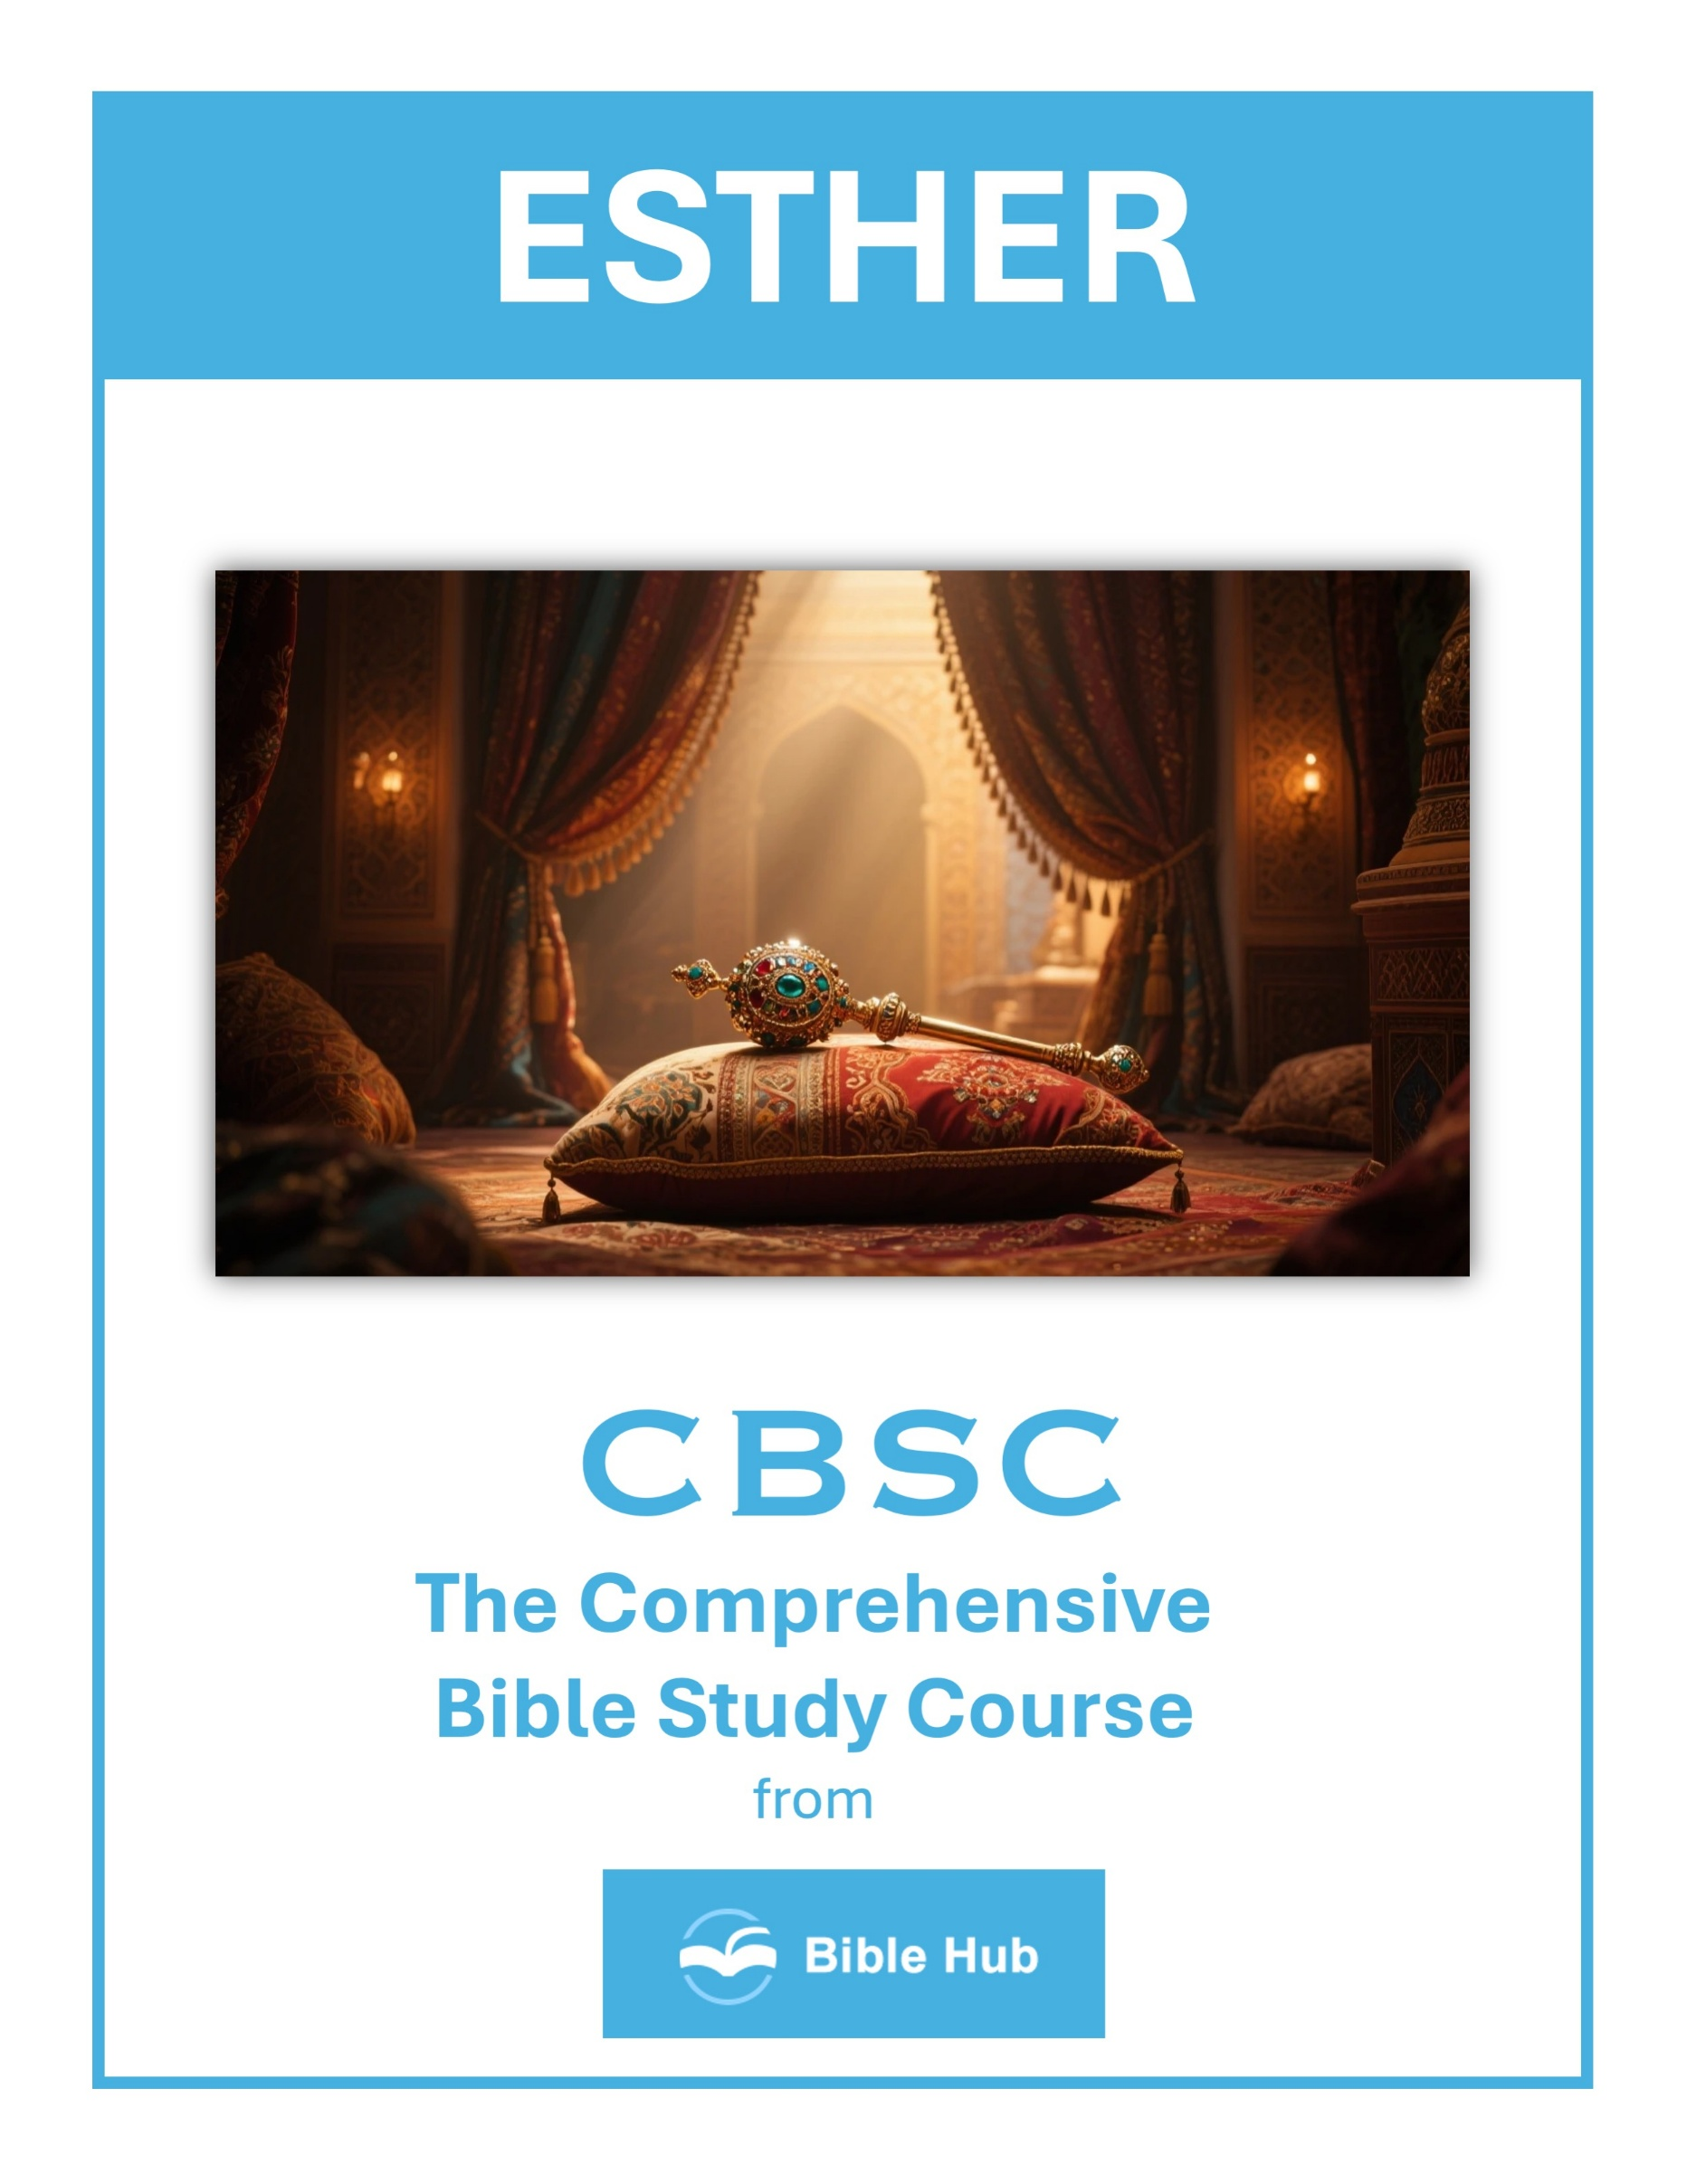 ESTHER
CBSC
The Comprehensive
Bible Study Course
from
Bible Hub